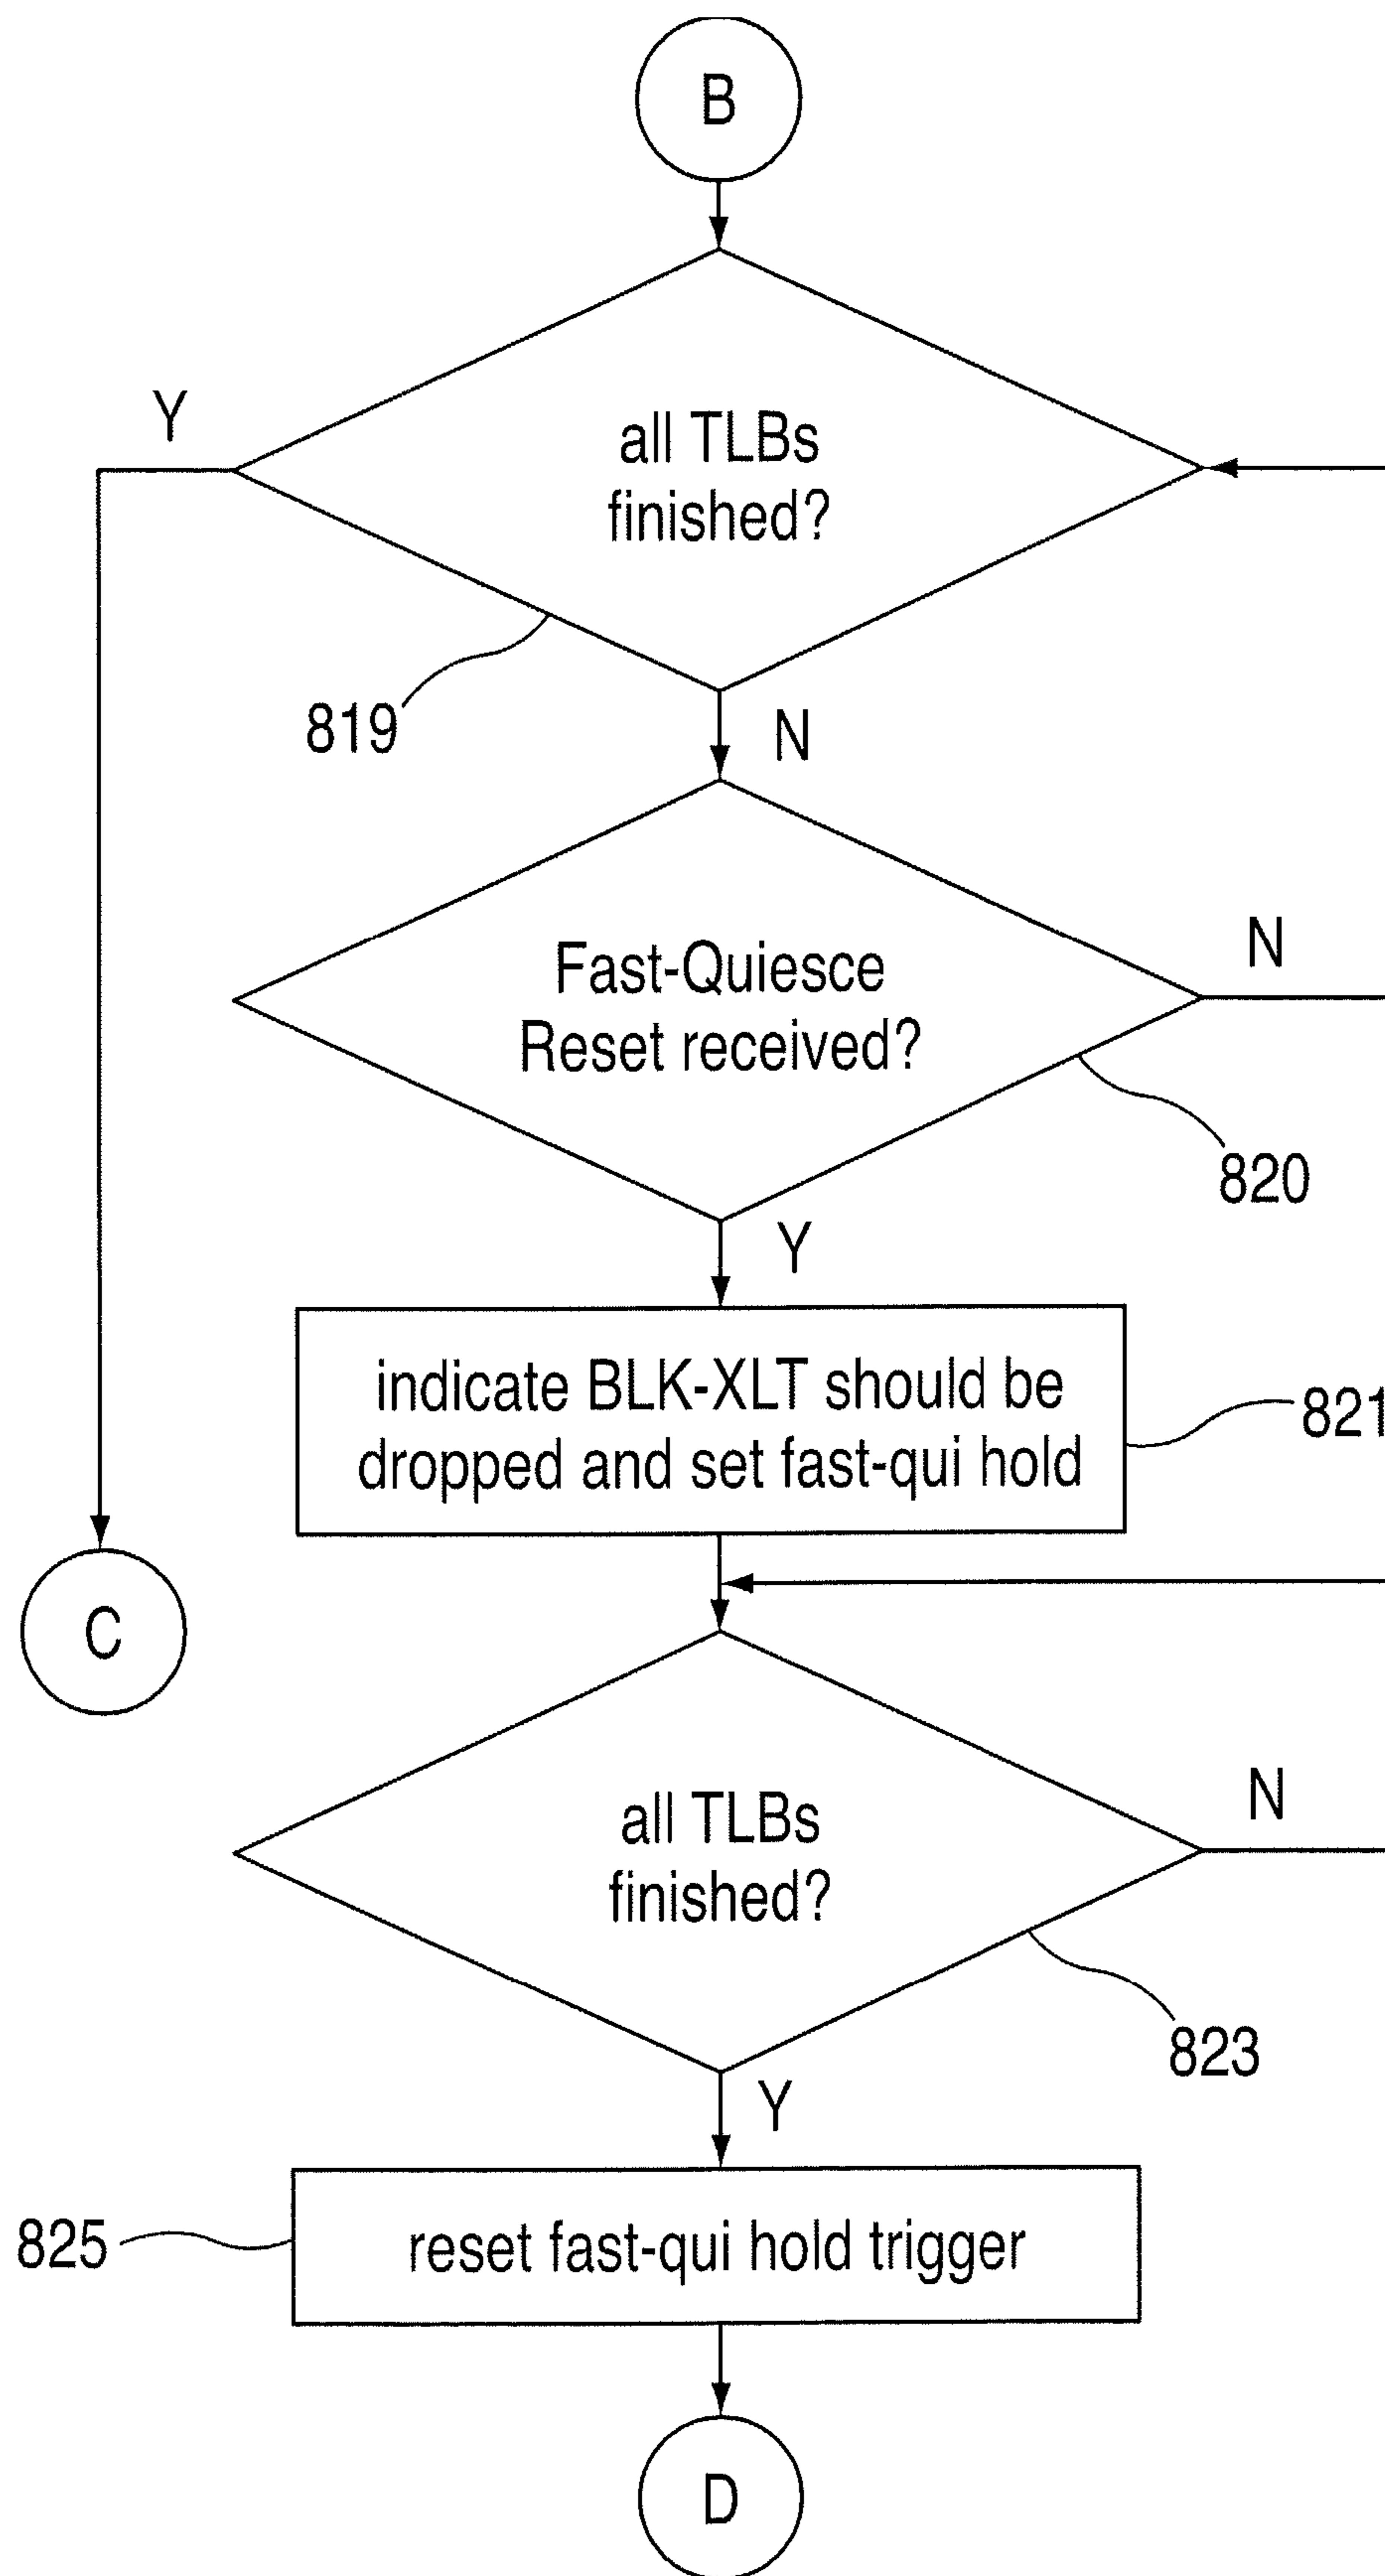 B
Y
all TLBs
finished?
819
N
Fast-Quiesce
Reset received?
N
820
Y
indicate BLK-XLT should be
dropped and set fast-qui hold
821
C
all TLBs
finished?
N
823
Y
825
reset fast-qui hold trigger
D